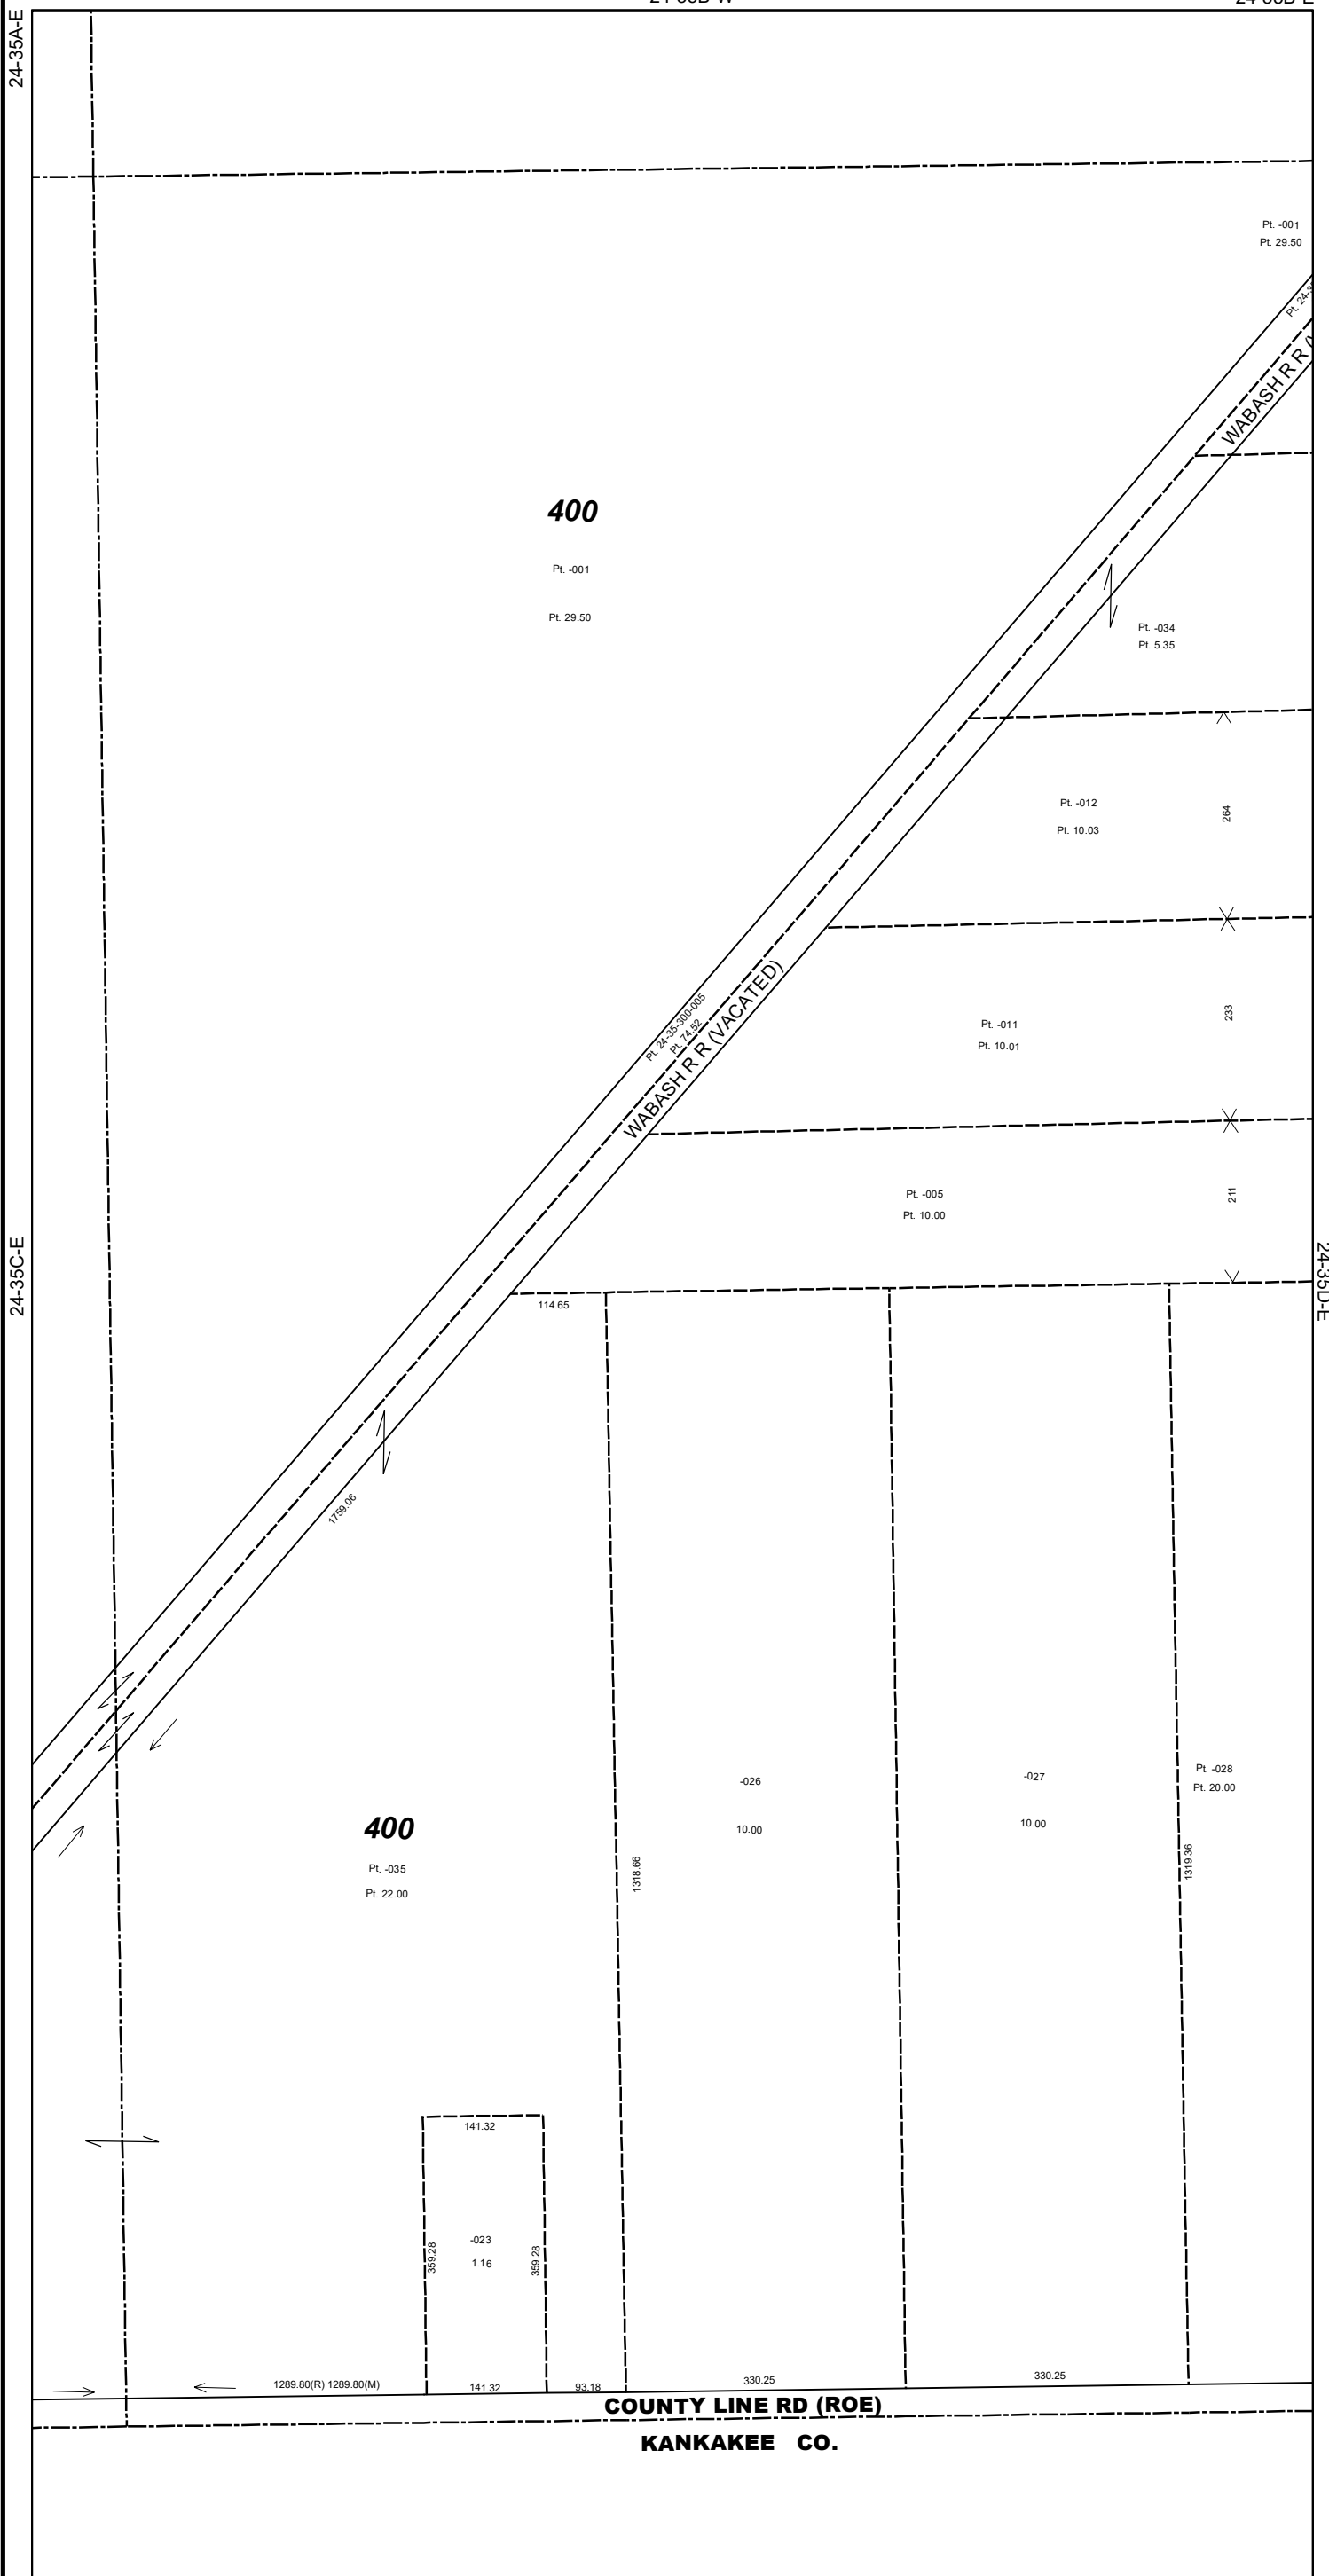 24-35A-E
Pt. -001
Pt. 29.50
WABASH R R
400
Pt. -001
Pt. 29.50
Pt. -034
Pt. 5.35
Pt. -012
Pt. 10.03
264
Pt. 24-35-300-005
Pt. 74.52
WABASH R R (VACATED)
Pt. -011
Pt. 10.01
233
Pt. -005
Pt. 10.00
211
24-35C-E
24-35D-E
114.65
1759.06
-026
10.00
-027
10.00
Pt. -028
Pt. 20.00
400
Pt. -035
Pt. 22.00
1318.66
1319.36
141.32
-023
1.16
359.28
359.28
1289.80(R) 1289.80(M)
141.32
93.18
330.25
330.25
COUNTY LINE RD (ROE)
KANKAKEE CO.